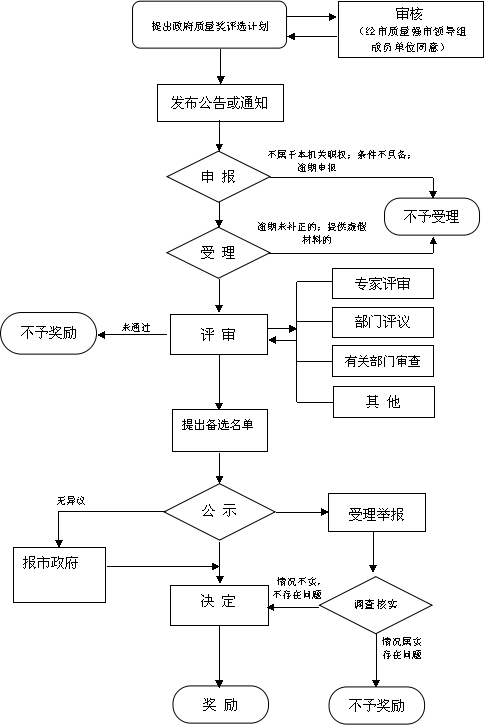 提出政府质量奖评选计划
审核
(经市质量强市领导组
成员单位同意)
发布公告或通知
申 报
不属于本机关职权；条件不具备；
逾期申报
不予受理
受 理
逾期未补正的；提供虚假
材料的
专家评审
不予奖励
未通过
评 审
部门评议
有关部门审查
其 他
提出备选名单
无异议
公 示
受理举报
报市政府
决 定
情况不实，
不存在问题
调查核实
情况属实
存在问题
奖 励
不予奖励